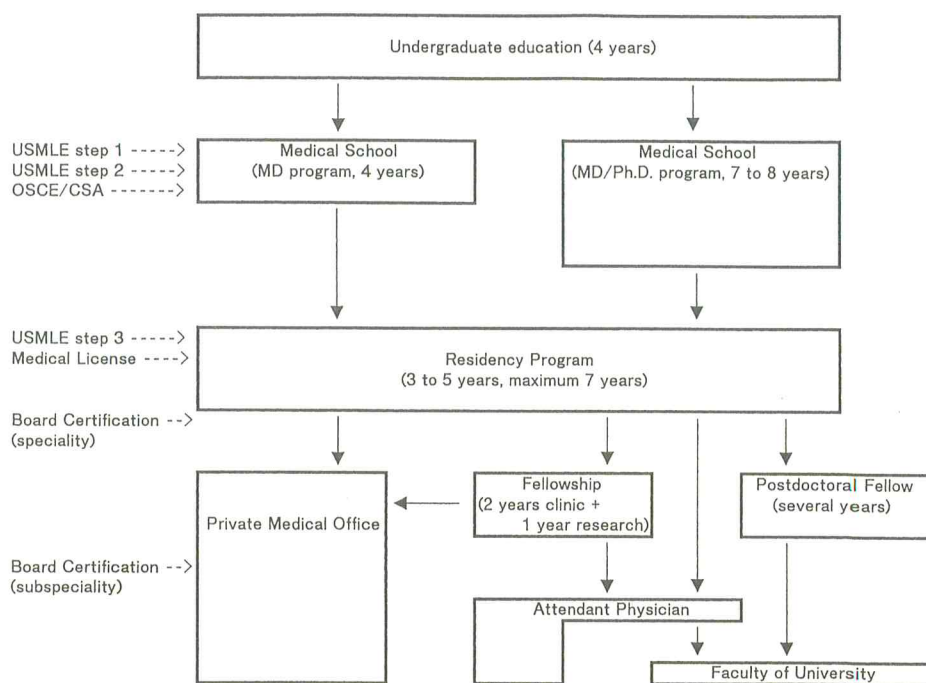 Undergraduate education (4 years)
USMLE step 1 ----->
USMLE step 2 ----->
OSCE/CSA ------->
Medical School
(MD program, 4 years)
Medical School
(MD/Ph.D. program, 7 to 8 years)
USMLE step 3 ----->
Medical License ---->
Residency Program
(3 to 5 years, maximum 7 years)
Board Certification -->
(speciality)
Private Medical Office
Fellowship
(2 years clinic +
1 year research)
Postdoctoral Fellow
(several years)
Board Certification -->
(subspeciality)
Attendant Physician
Faculty of University